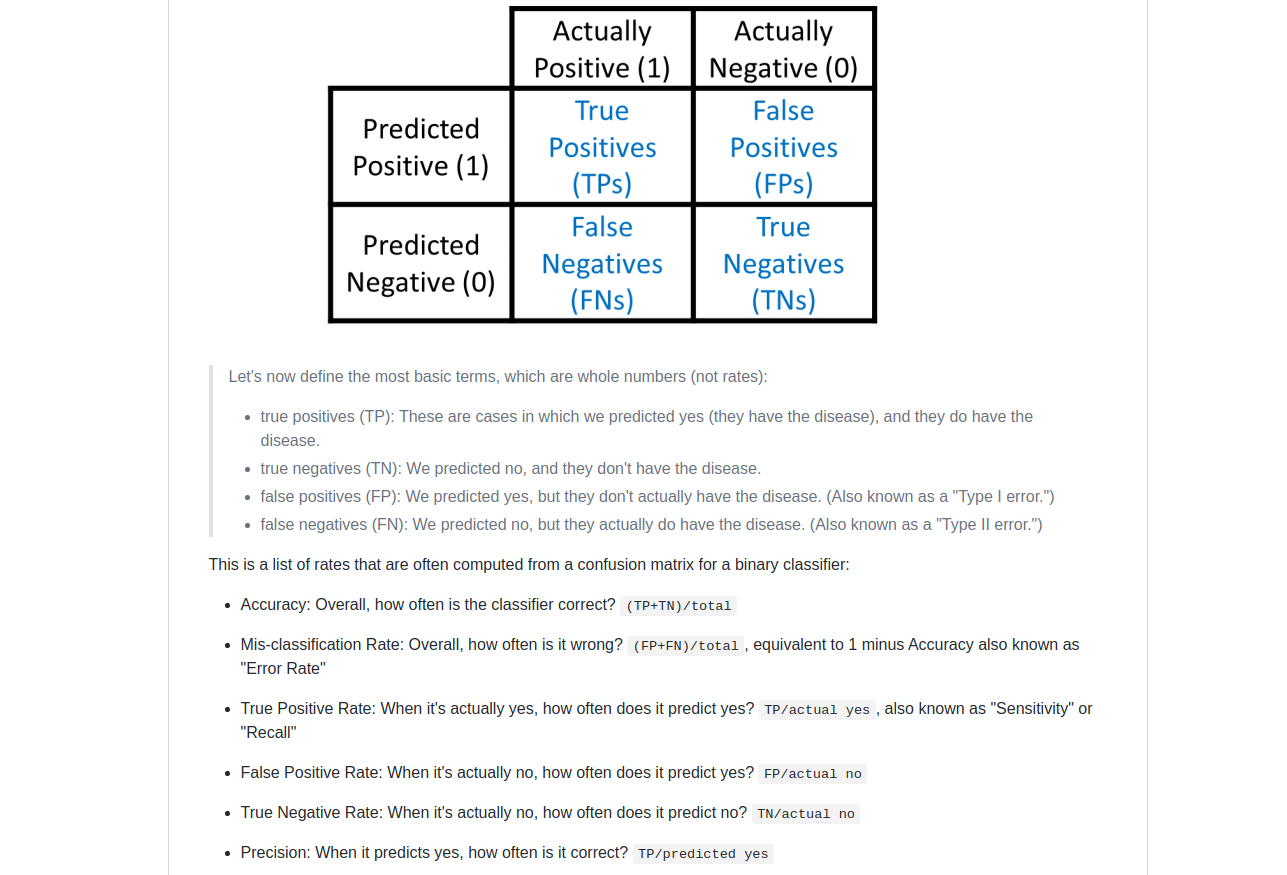 Actually
Positive (1)
Actually
Negative (0)
Predicted
Positive (1)
True
Positives
(TPs)
False
Positives
(FPs)
Predicted
Negative (0)
False
Negatives
(FNs)
True
Negatives
(TNs)
Let's now define the most basic terms, which are whole numbers (not rates):
true positives (TP): These are cases in which we predicted yes (they have the disease), and they do have the
disease.
true negatives (TN): We predicted no, and they don't have the disease.
false positives (FP): We predicted yes, but they don't actually have the disease. (Also known as a "Type I error.")
false negatives (FN): We predicted no, but they actually do have the disease. (Also known as a "Type II error.")
This is a list of rates that are often computed from a confusion matrix for a binary classifier:
Accuracy: Overall, how often is the classifier correct? (TP+TN)/total
Mis-classification Rate: Overall, how often is it wrong? (FP+FN)/total, equivalent to 1 minus Accuracy also known as
"Error Rate"
True Positive Rate: When it's actually yes, how often does it predict yes? TP/actual yes, also known as "Sensitivity" or
"Recall"
False Positive Rate: When it's actually no, how often does it predict yes? FP/actual no
True Negative Rate: When it's actually no, how often does it predict no? TN/actual no
Precision: When it predicts yes, how often is it correct? TP/predicted yes